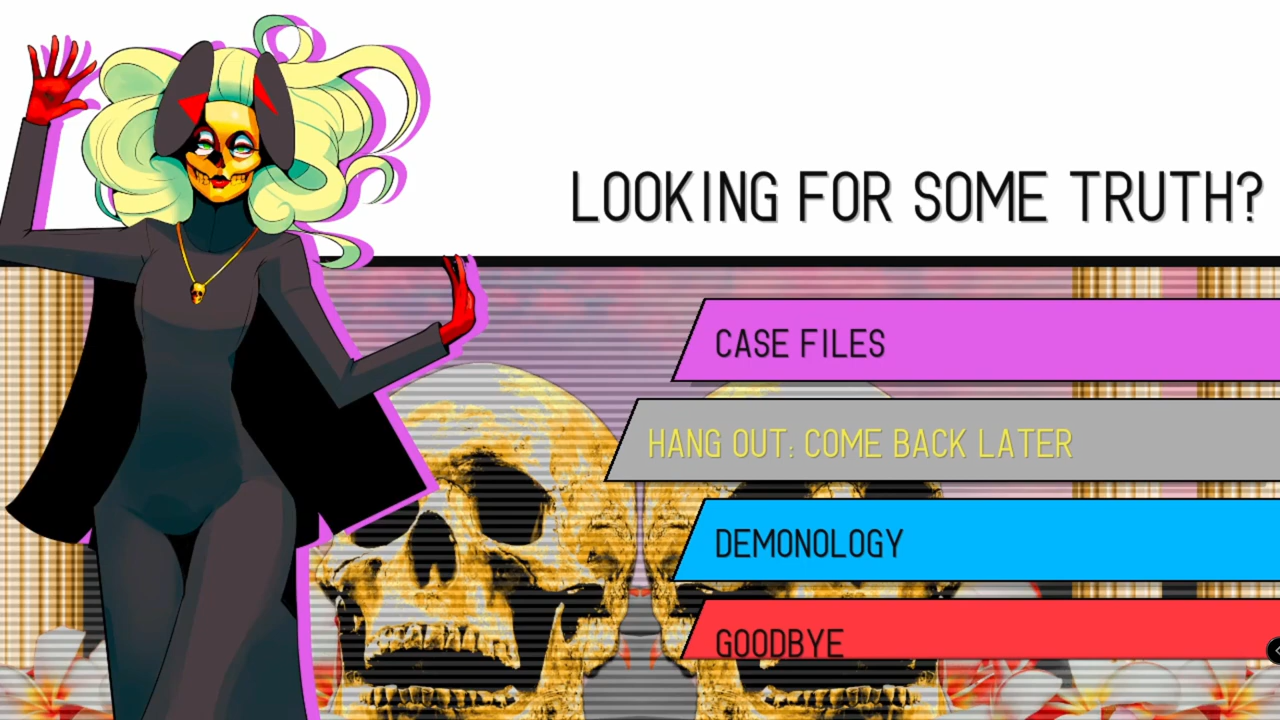 LOOKING FOR SOME TRUTH?
CASE FILES
HANG OUT: COME BACK LATER
DEMONOLOGY
GOODBYE